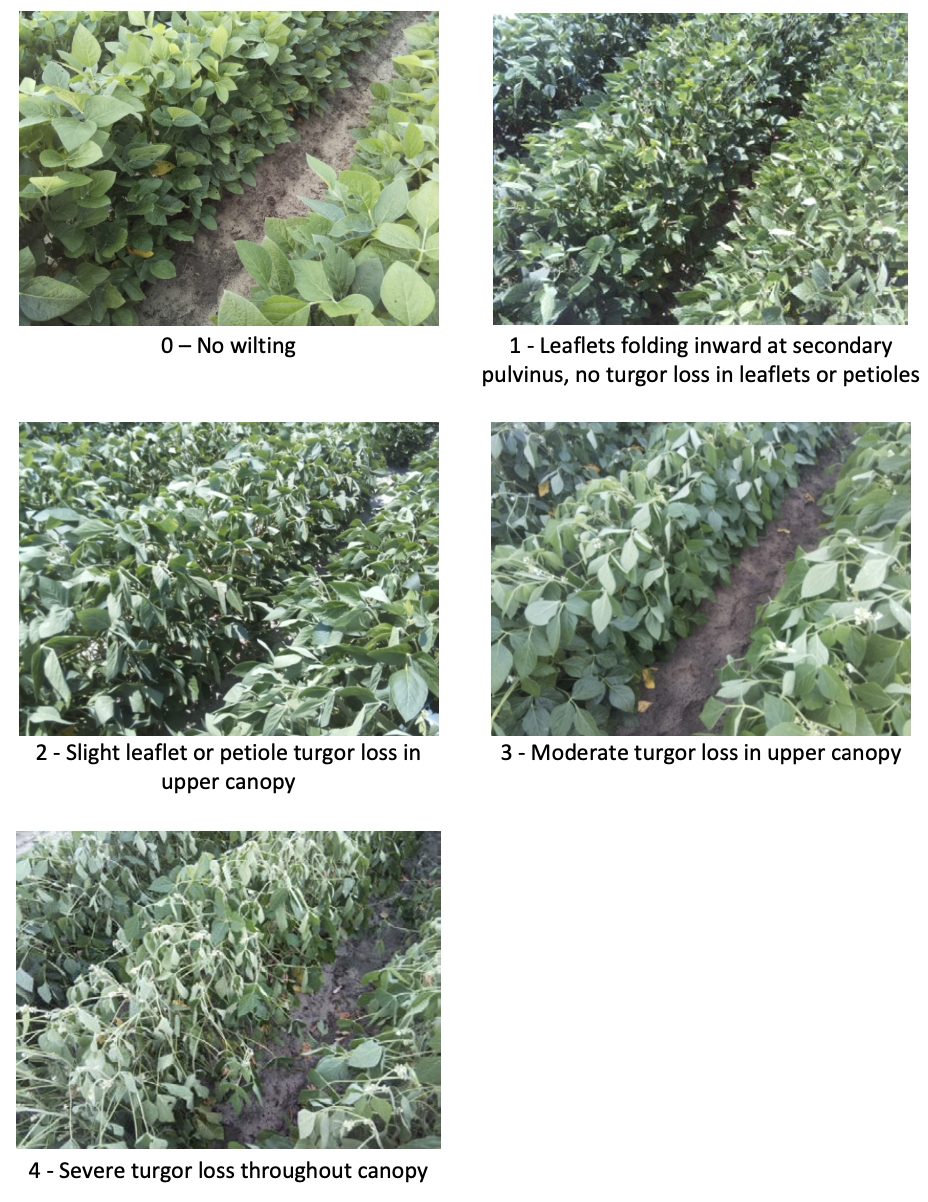 0 – No wilting
1 - Leaflets folding inward at secondary
pulvinus, no turgor loss in leaflets or petioles
2 - Slight leaflet or petiole turgor loss in
upper canopy
3 - Moderate turgor loss in upper canopy
4 - Severe turgor loss throughout canopy